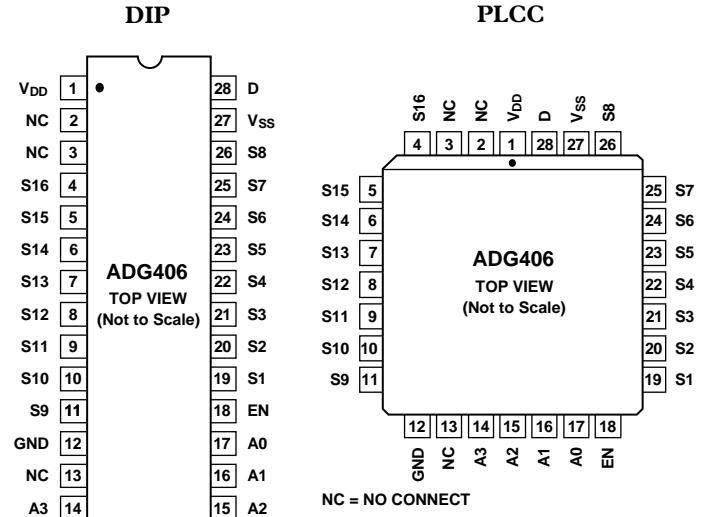 DIP
VDD 1 28 D
NC 2 27 VSS
NC 3 26 S8
S16 4 25 S7
S15 5 24 S6
S14 6 23 S5
S13 7 22 S4
S12 8 21 S3
S11 9 20 S2
S10 10 19 S1
S9 11 18 EN
GND 12 17 A0
NC 13 16 A1
A3 14 15 A2
ADG406
TOP VIEW
(Not to Scale)
PLCC
S16 NC NC VDD D VSS S8
4 3 2 1 28 27 26
S15 5 25 S7
S14 6 24 S6
S13 7 23 S5
S12 8 22 S4
S11 9 21 S3
S10 10 20 S2
S9 11 19 S1
ADG406
TOP VIEW
(Not to Scale)
12 13 14 15 16 17 18
GND NC A3 A2 A1 A0 EN
NC = NO CONNECT